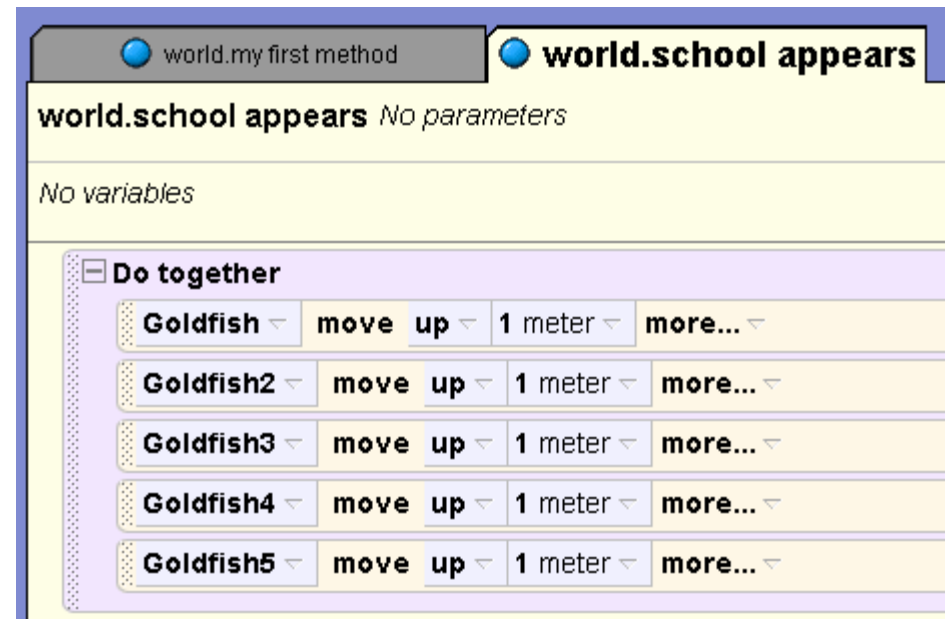 world.my first method world.school appears
world.school appears No parameters
No variables
Do together
Goldfish move up 1 meter more...
Goldfish2 move up 1 meter more...
Goldfish3 move up 1 meter more...
Goldfish4 move up 1 meter more...
Goldfish5 move up 1 meter more...